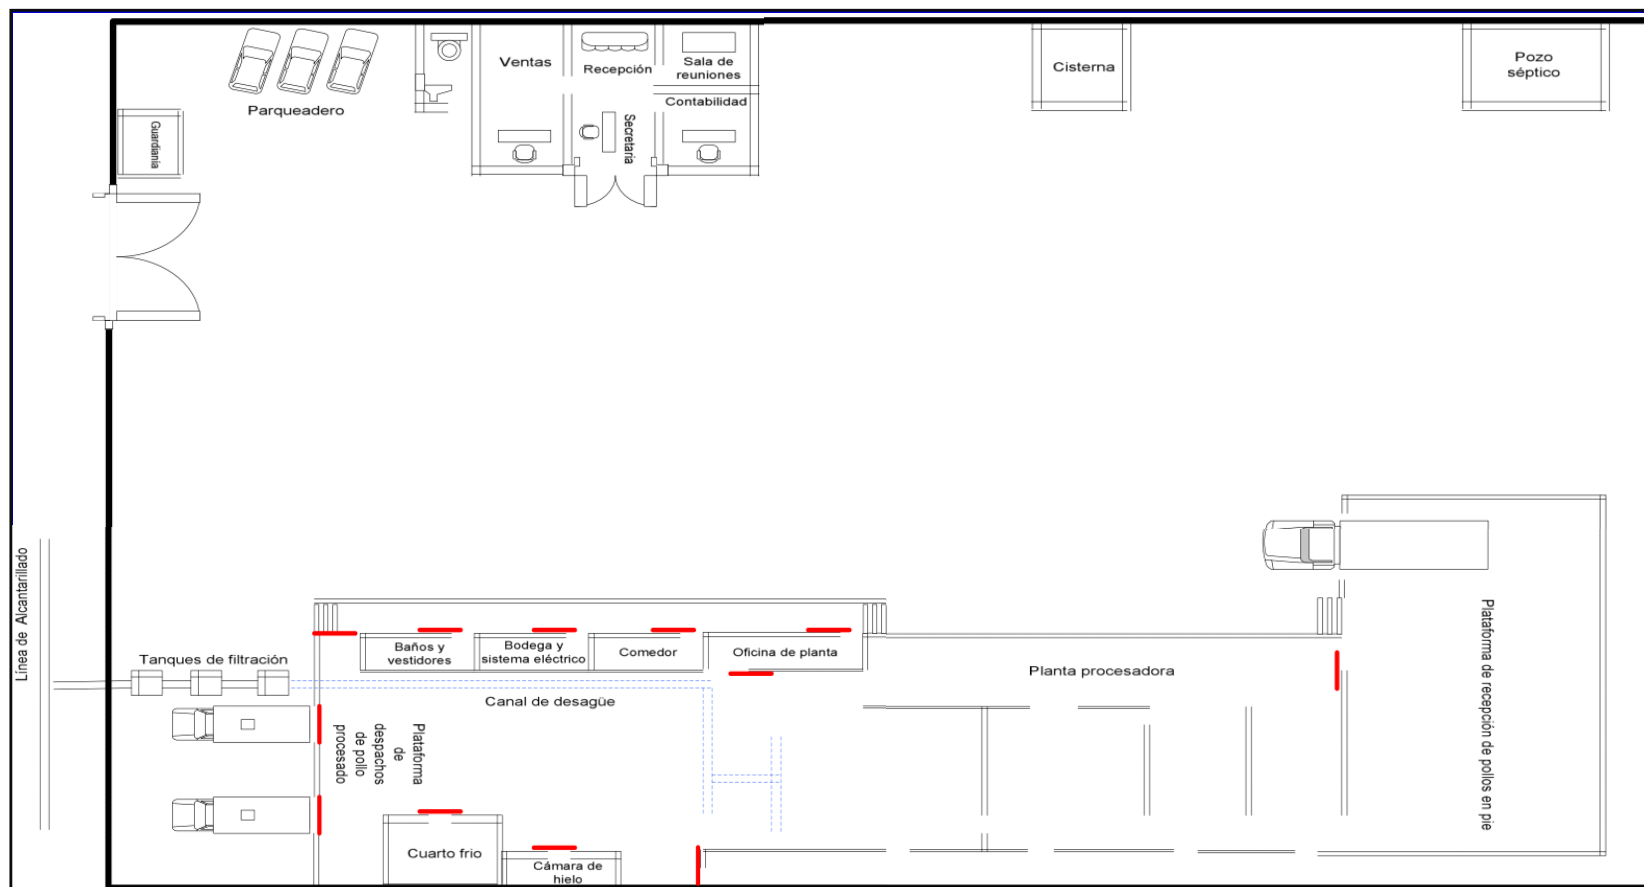 Ventas
Recepción
Sala de
reuniones
Contabilidad
Secretaria
Parqueadero
Guardiania
Cisterna
Pozo
séptico
Línea de Alcantarillado
Tanques de filtración
Baños y
vestidores
Bodega y
sistema eléctrico
Comedor
Oficina de planta
Planta procesadora
Canal de desagüe
Plataforma
de
despachos
de pollo
procesado
Plataforma de recepción de pollos en pie
Cuarto frio
Cámara de
hielo